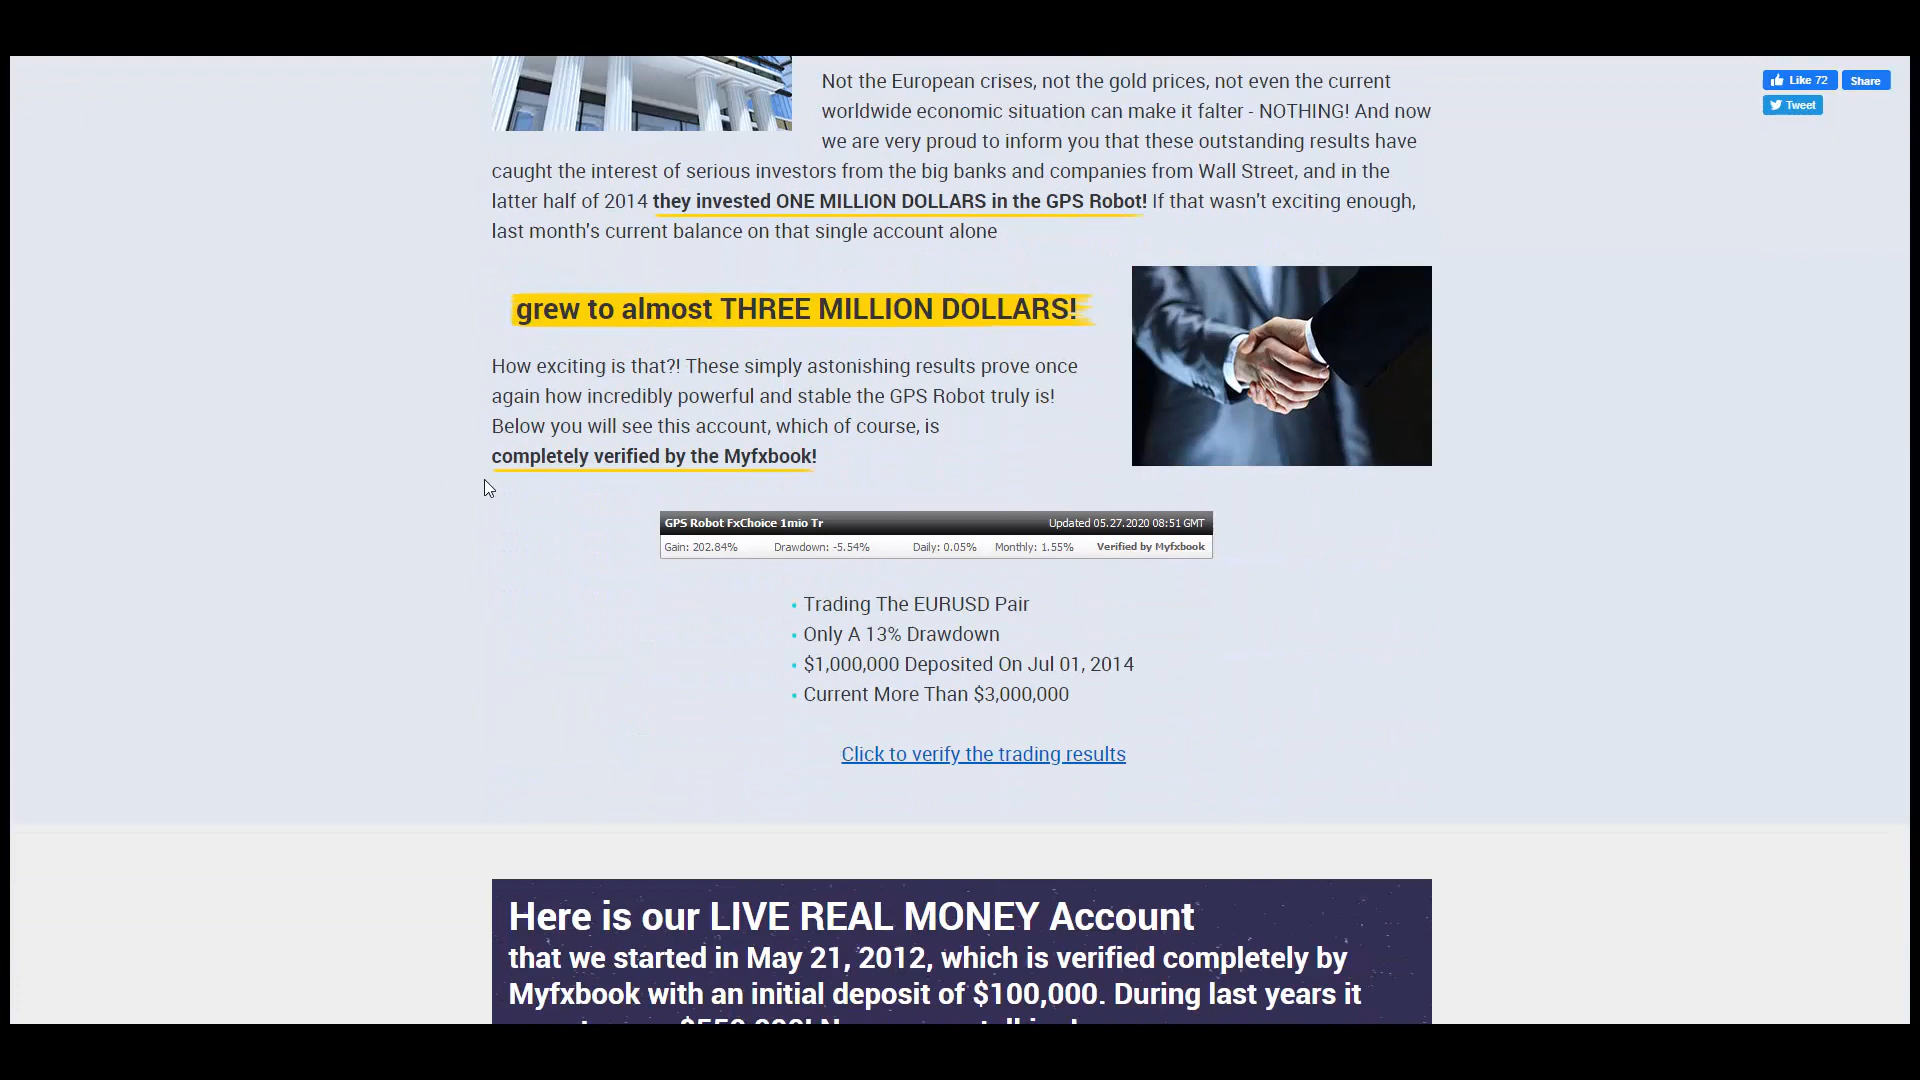 Not the European crises, not the gold prices, not even the current
worldwide economic situation can make it falter - NOTHING! And now
we are very proud to inform you that these outstanding results have
caught the interest of serious investors from the big banks and companies from Wall Street, and in the
latter half of 2014 they invested ONE MILLION DOLLARS in the GPS Robot! If that wasn't exciting enough,
last month's current balance on that single account alone
Like 72
Share
Tweet
grew to almost THREE MILLION DOLLARS!
How exciting is that?! These simply astonishing results prove once
again how incredibly powerful and stable the GPS Robot truly is!
Below you will see this account, which of course, is
completely verified by the Myfxbook!
GPS Robot FxChoice 1mio Tr Updated 05.27.2020 08:51 GMT
Gain: 202.84% Drawdown: -5.54% Daily: 0.05% Monthly: 1.55% Verified by Myfxbook
• Trading The EURUSD Pair
• Only A 13% Drawdown
• $1,000,000 Deposited On Jul 01, 2014
• Current More Than $3,000,000
Click to verify the trading results
Here is our LIVE REAL MONEY Account
that we started in May 21, 2012, which is verified completely by
Myfxbook with an initial deposit of $100,000. During last years it